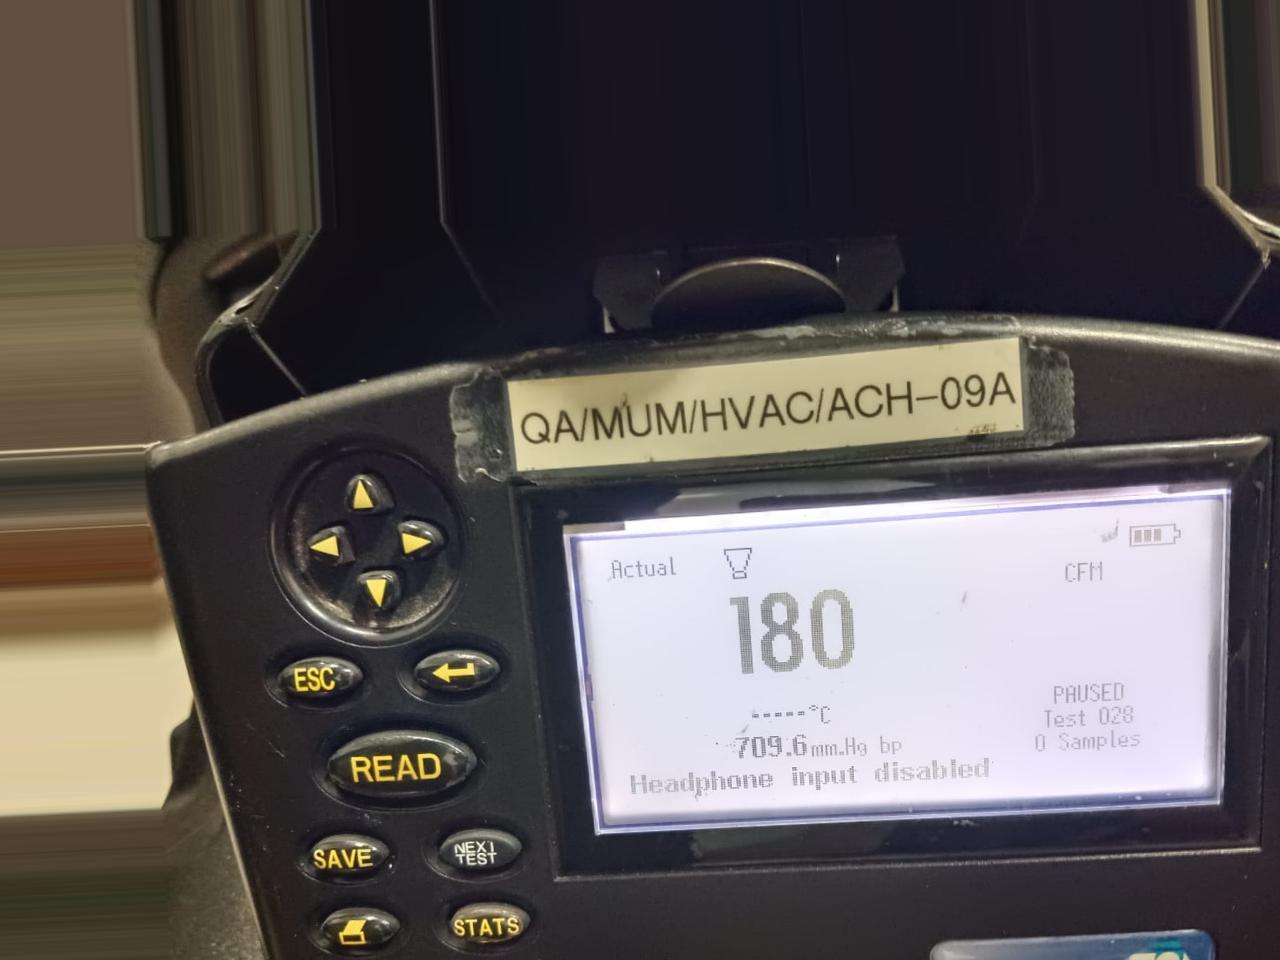 QA/MUM/HVAC/ACH-09A
Actual CFM
180
-----°C
709.6 mm.Hg bp
PAUSED
Test 028
0 Samples
Headphone input disabled
ESC
READ
SAVE
NEXT TEST
STATS